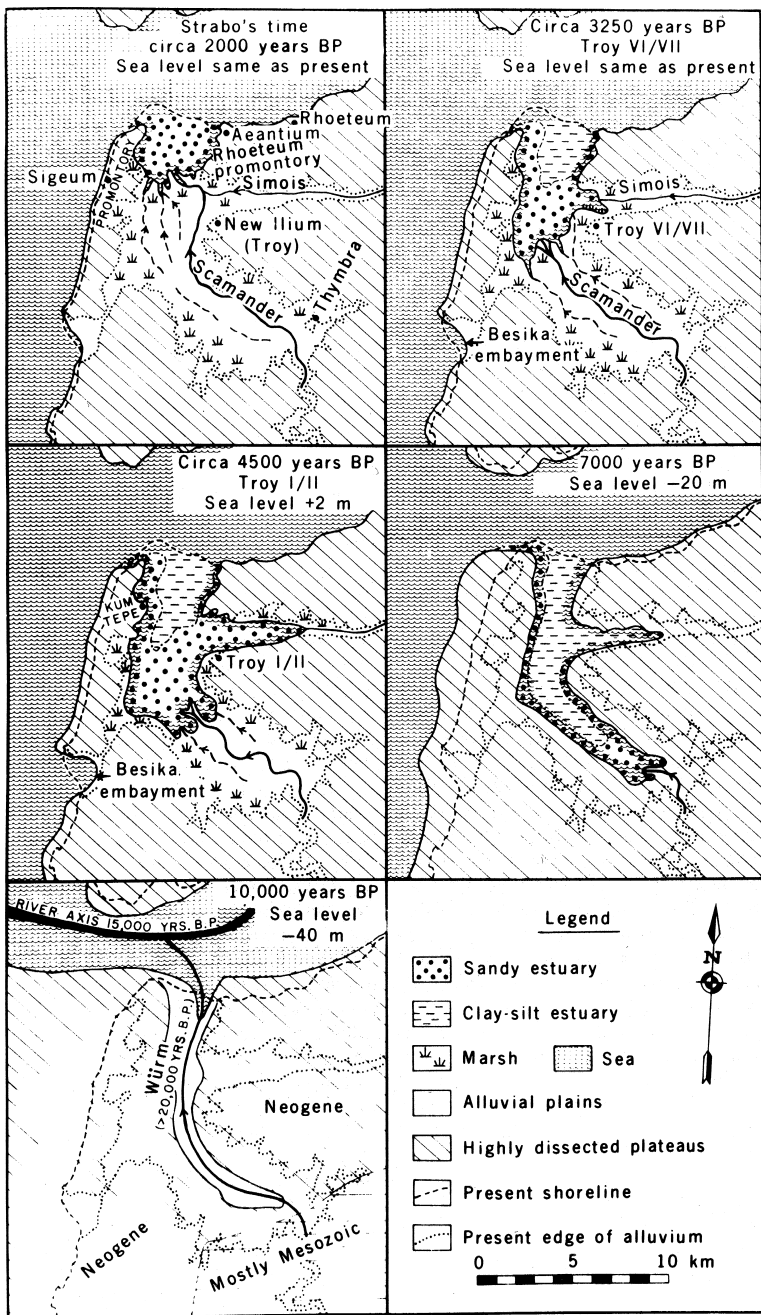 Strabo's time
circa 2000 years BP
Sea level same as present
Rhoeteum
Aeantium
Rhoeteum
promontory
Simois
Sigeum
PROMONTORY
New Ilium
(Troy)
Scamander
Thymbra
Circa 3250 years BP
Troy VI/VII
Sea level same as present
Simois
Troy VI/VII
Scamander
Besika
embayment
Circa 4500 years BP
Troy I/II
Sea level +2 m
KUM
TEPE
Troy I/II
Besika
embayment
7000 years BP
Sea level –20 m
10,000 years BP
Sea level
–40 m
RIVER AXIS 15,000 YRS. B.P.
Würm
(>20,000 YRS. B.P.)
Neogene
Neogene
Mostly Mesozoic
Legend
N
Sandy estuary
Clay-silt estuary
Marsh Sea
Alluvial plains
Highly dissected plateaus
Present shoreline
Present edge of alluvium
0 5 10 km